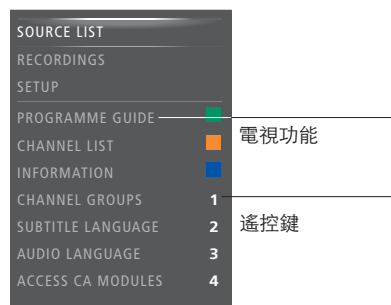 SOURCE LIST
RECORDINGS
SETUP
PROGRAMME GUIDE
電視功能
CHANNEL LIST
INFORMATION
CHANNEL GROUPS 1
遙控鍵
SUBTITLE LANGUAGE 2
AUDIO LANGUAGE 3
ACCESS CA MODULES 4